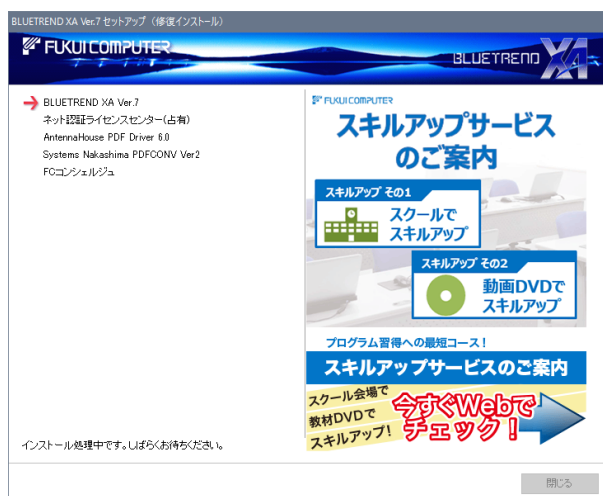 BLUETREND XA Ver.7 セットアップ（修復インストール）
FUKUI COMPUTER
BLUETREND XA
BLUETREND XA Ver.7
ネット認証ライセンスセンター(占有)
AntennaHouse PDF Driver 6.0
Systems Nakashima PDFCONV Ver2
FCコンシェルジュ
インストール処理中です。しばらくお待ちください。
FUKUI COMPUTER
スキルアップサービス
のご案内
スキルアップ その1
スクールで
スキルアップ
スキルアップ その2
動画DVDで
スキルアップ
プログラム習得への最短コース！
スキルアップサービスのご案内
スクール会場で
教材DVDで
スキルアップ！
今すぐWebで
チェック！
閉じる